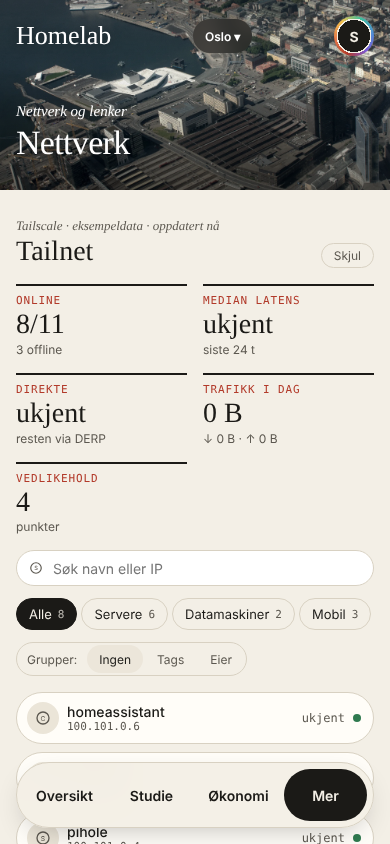 Homelab
Oslo ▾
S
Nettverk og lenker
Nettverk
Tailscale · eksempeldata · oppdatert nå
Tailnet
Skjul
ONLINE
8/11
3 offline
MEDIAN LATENS
ukjent
siste 24 t
DIREKTE
ukjent
resten via DERP
TRAFIKK I DAG
0 B
↓ 0 B · ↑ 0 B
VEDLIKEHOLD
4
punkter
Søk navn eller IP
Alle 8
Servere 6
Datamaskiner 2
Mobil 3
Grupper:
Ingen
Tags
Eier
homeassistant
100.101.0.6
ukjent
Oversikt
Studie
Økonomi
Mer
pihole
ukjent